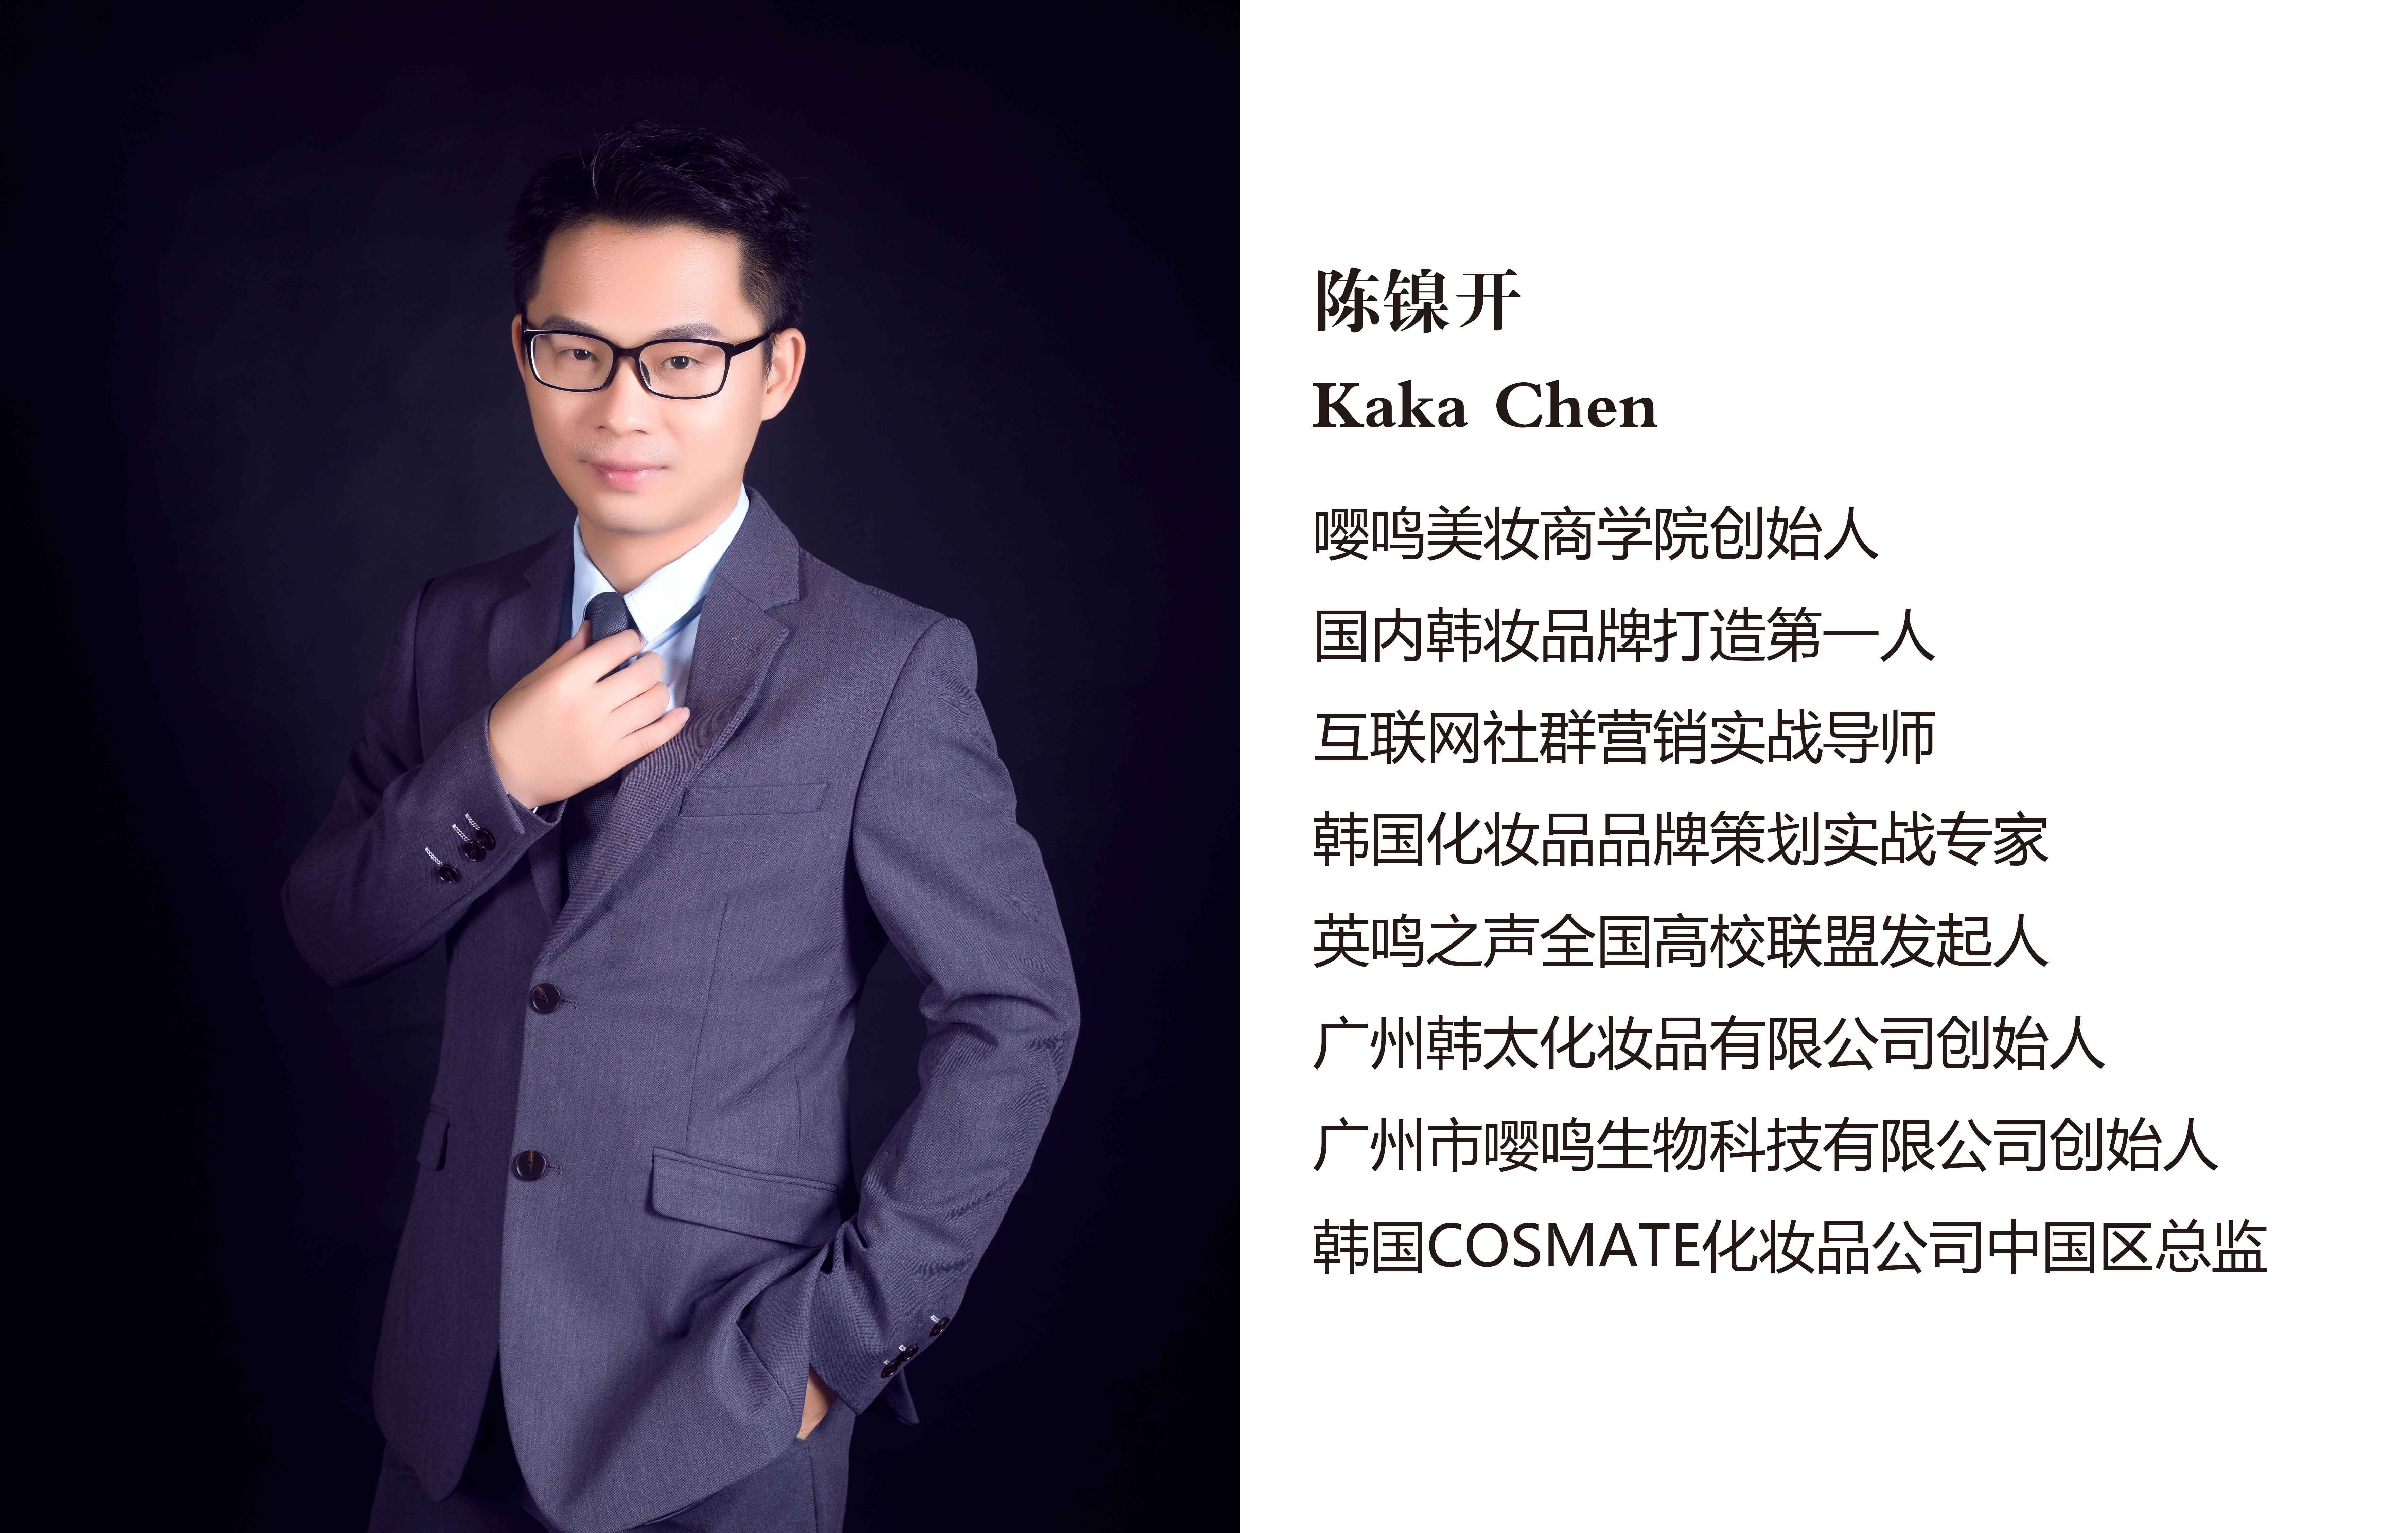 陈镍开
Kaka Chen
嘤鸣美妆商学院创始人
国内韩妆品牌打造第一人
互联网社群营销实战导师
韩国化妆品品牌策划实战专家
英鸣之声全国高校联盟发起人
广州韩太化妆品有限公司创始人
广州市嘤鸣生物科技有限公司创始人
韩国COSMATE化妆品公司中国区总监